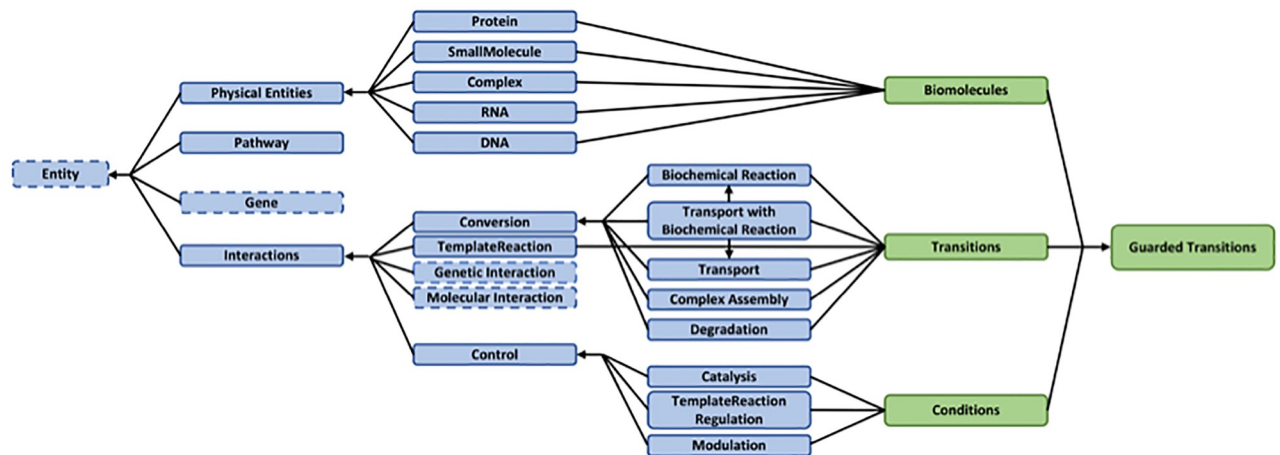 Protein
SmallMolecule
Complex
RNA
DNA
Physical Entities
Pathway
Entity
Gene
Interactions
Conversion
TemplateReaction
Genetic Interaction
Molecular Interaction
Control
Biochemical Reaction
Transport with
Biochemical Reaction
Transport
Complex Assembly
Degradation
Catalysis
TemplateReaction
Regulation
Modulation
Biomolecules
Transitions
Conditions
Guarded Transitions